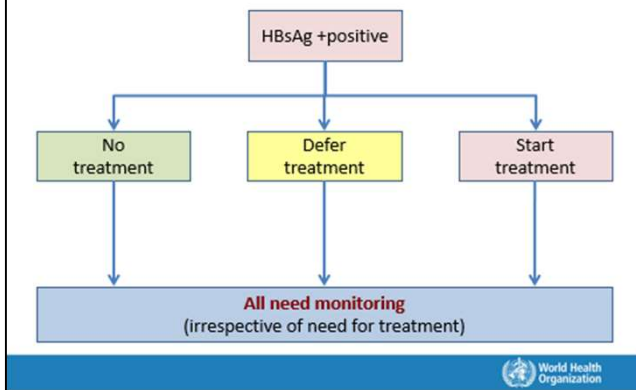 HBsAg +positive
No
treatment
Defer
treatment
Start
treatment
All need monitoring
(irrespective of need for treatment)
World Health
Organization